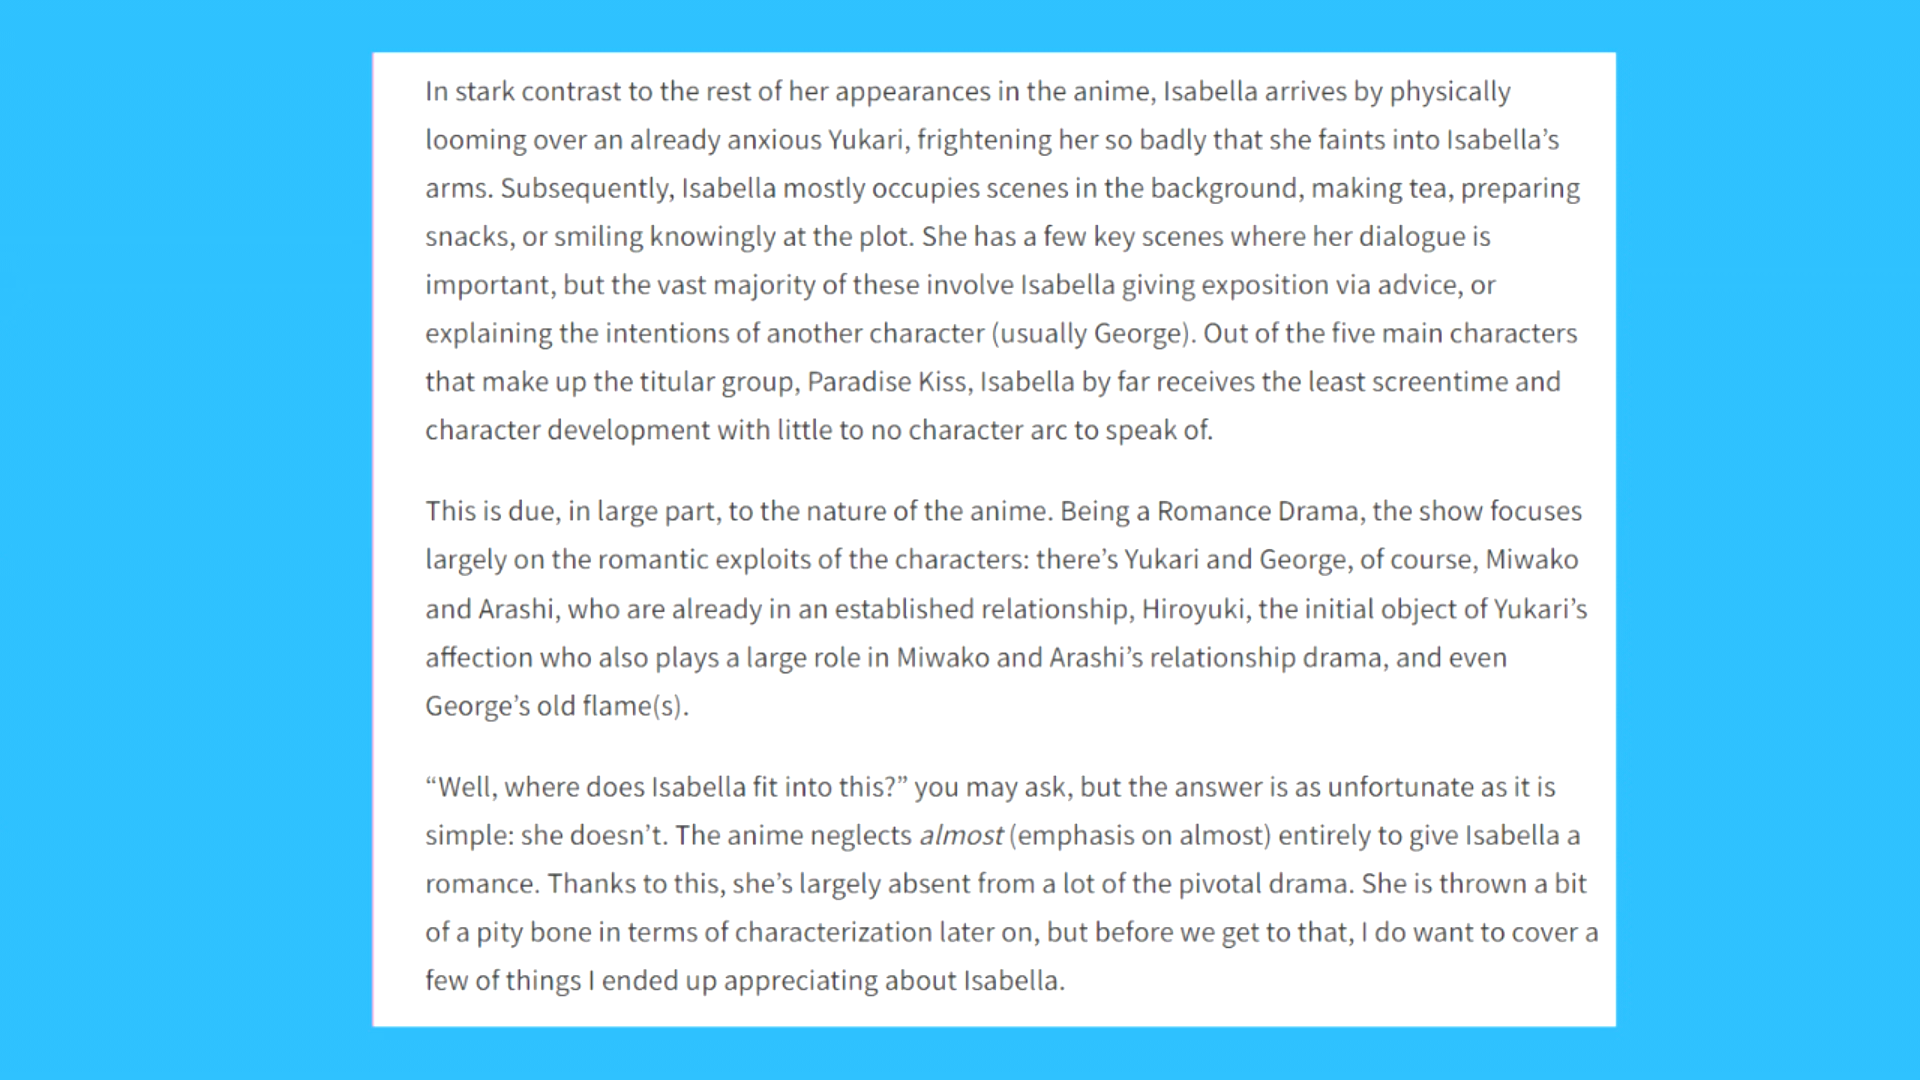 In stark contrast to the rest of her appearances in the anime, Isabella arrives by physically
looming over an already anxious Yukari, frightening her so badly that she faints into Isabella’s
arms. Subsequently, Isabella mostly occupies scenes in the background, making tea, preparing
snacks, or smiling knowingly at the plot. She has a few key scenes where her dialogue is
important, but the vast majority of these involve Isabella giving exposition via advice, or
explaining the intentions of another character (usually George). Out of the five main characters
that make up the titular group, Paradise Kiss, Isabella by far receives the least screentime and
character development with little to no character arc to speak of.
This is due, in large part, to the nature of the anime. Being a Romance Drama, the show focuses
largely on the romantic exploits of the characters: there’s Yukari and George, of course, Miwako
and Arashi, who are already in an established relationship, Hiroyuki, the initial object of Yukari’s
affection who also plays a large role in Miwako and Arashi’s relationship drama, and even
George’s old flame(s).
“Well, where does Isabella fit into this?” you may ask, but the answer is as unfortunate as it is
simple: she doesn’t. The anime neglects almost (emphasis on almost) entirely to give Isabella a
romance. Thanks to this, she’s largely absent from a lot of the pivotal drama. She is thrown a bit
of a pity bone in terms of characterization later on, but before we get to that, I do want to cover a
few of things I ended up appreciating about Isabella.